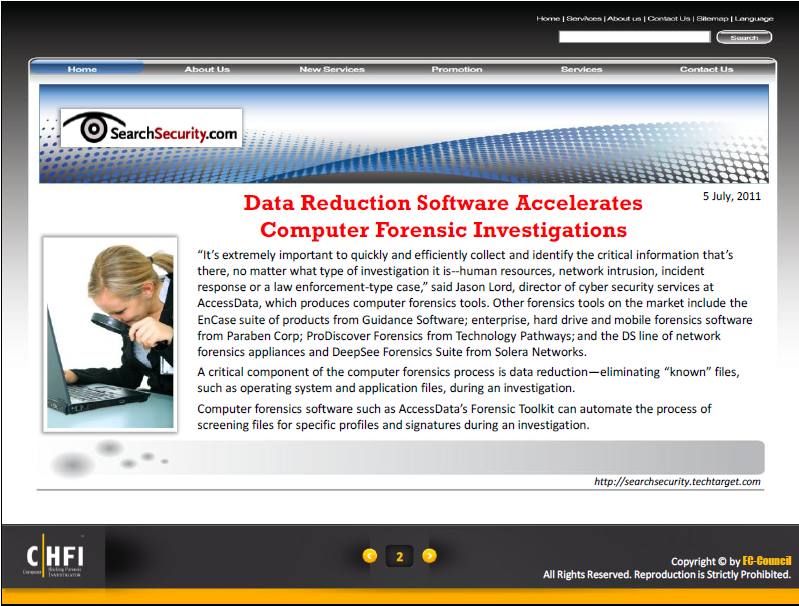 Home | Services | About us | Contact Us | Sitemap | Language
Search
Home About Us New Services Promotion Services Contact Us
SearchSecurity.com
5 July, 2011
Data Reduction Software Accelerates
Computer Forensic Investigations
“It’s extremely important to quickly and efficiently collect and identify the critical information that’s
there, no matter what type of investigation it is--human resources, network intrusion, incident
response or a law enforcement-type case,” said Jason Lord, director of cyber security services at
AccessData, which produces computer forensics tools. Other forensics tools on the market include the
EnCase suite of products from Guidance Software; enterprise, hard drive and mobile forensics software
from Paraben Corp; ProDiscover Forensics from Technology Pathways; and the DS line of network
forensics appliances and DeepSee Forensics Suite from Solera Networks.
A critical component of the computer forensics process is data reduction—eliminating “known” files,
such as operating system and application files, during an investigation.
Computer forensics software such as AccessData’s Forensic Toolkit can automate the process of
screening files for specific profiles and signatures during an investigation.
http://searchsecurity.techtarget.com
CHFI
Computer Hacking Forensic
INVESTIGATOR
2
Copyright © by EC-Council
All Rights Reserved. Reproduction is Strictly Prohibited.